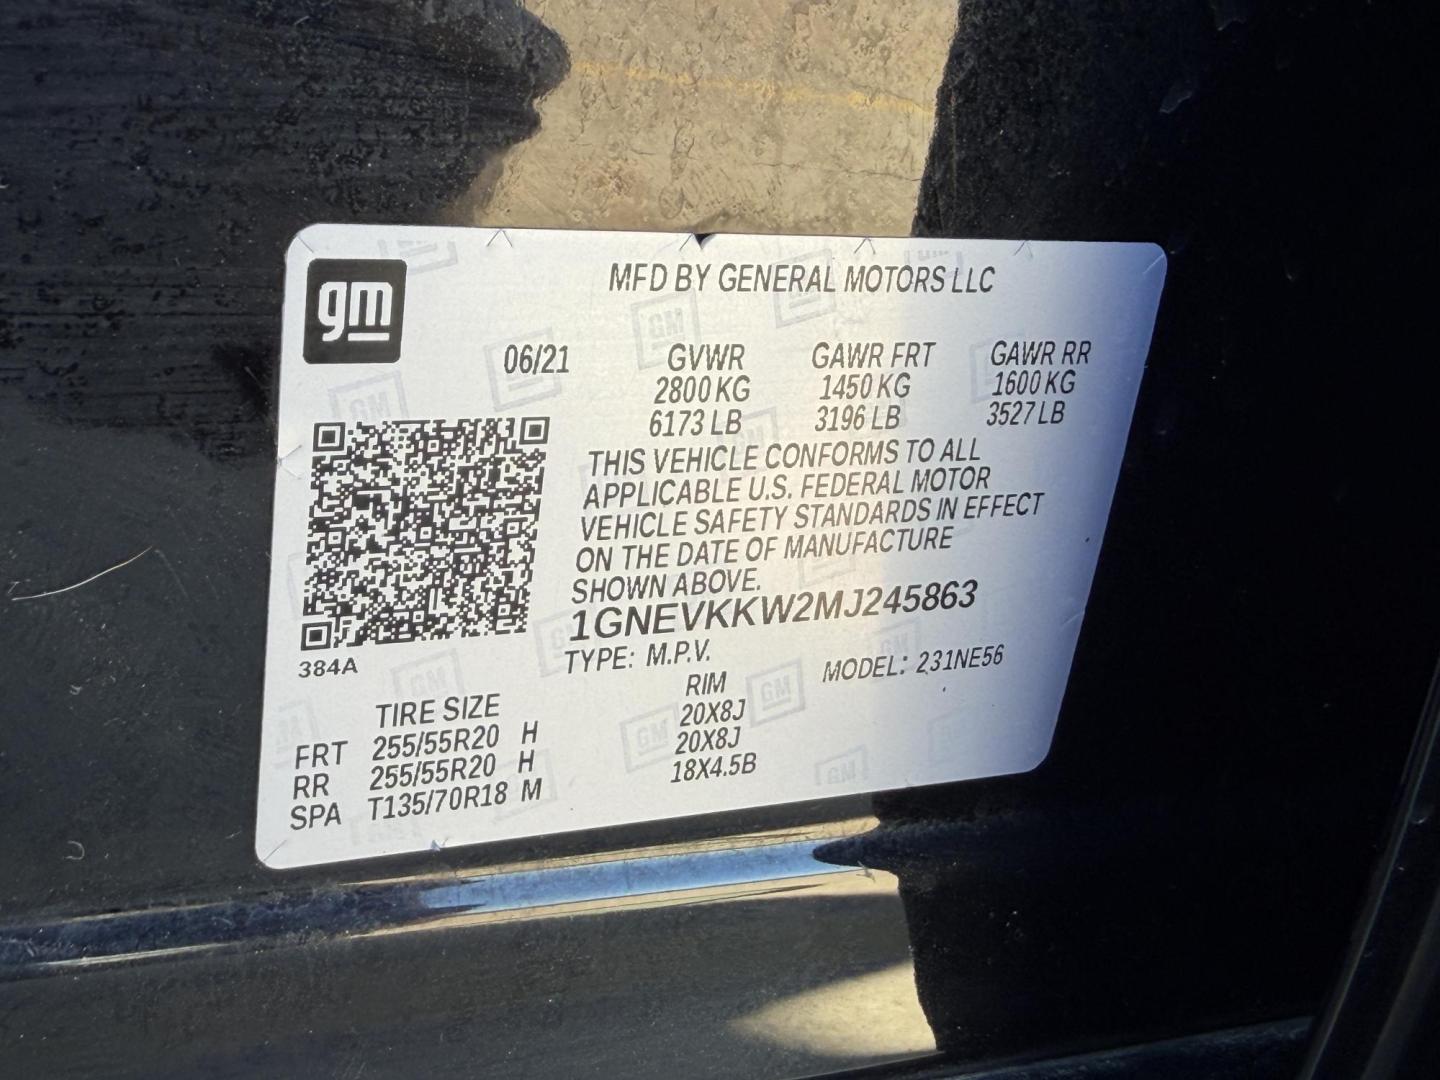 gm
MFD BY GENERAL MOTORS LLC
06/21 GVWR GAWR FRT GAWR RR
2800 KG 1450 KG 1600 KG
6173 LB 3196 LB 3527 LB
THIS VEHICLE CONFORMS TO ALL
APPLICABLE U.S. FEDERAL MOTOR
VEHICLE SAFETY STANDARDS IN EFFECT
ON THE DATE OF MANUFACTURE
SHOWN ABOVE.
1GNEVKKW2MJ245863
384A
TYPE: M.P.V. MODEL: 231NE56
TIRE SIZE RIM
FRT 255/55R20 H 20X8J
RR 255/55R20 H 20X8J
SPA T135/70R18 M 18X4.5B